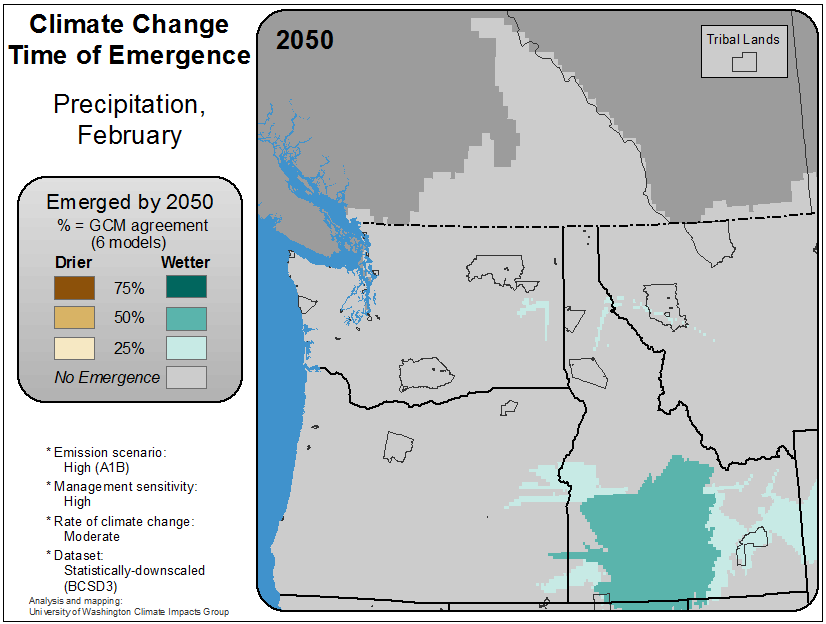 Climate Change
Time of Emergence
Precipitation,
February
Emerged by 2050
% = GCM agreement
(6 models)
Drier Wetter
75%
50%
25%
No Emergence
* Emission scenario:
High (A1B)
* Management sensitivity:
High
* Rate of climate change:
Moderate
* Dataset:
Statistically-downscaled
(BCSD3)
Analysis and mapping:
University of Washington Climate Impacts Group
2050
Tribal Lands